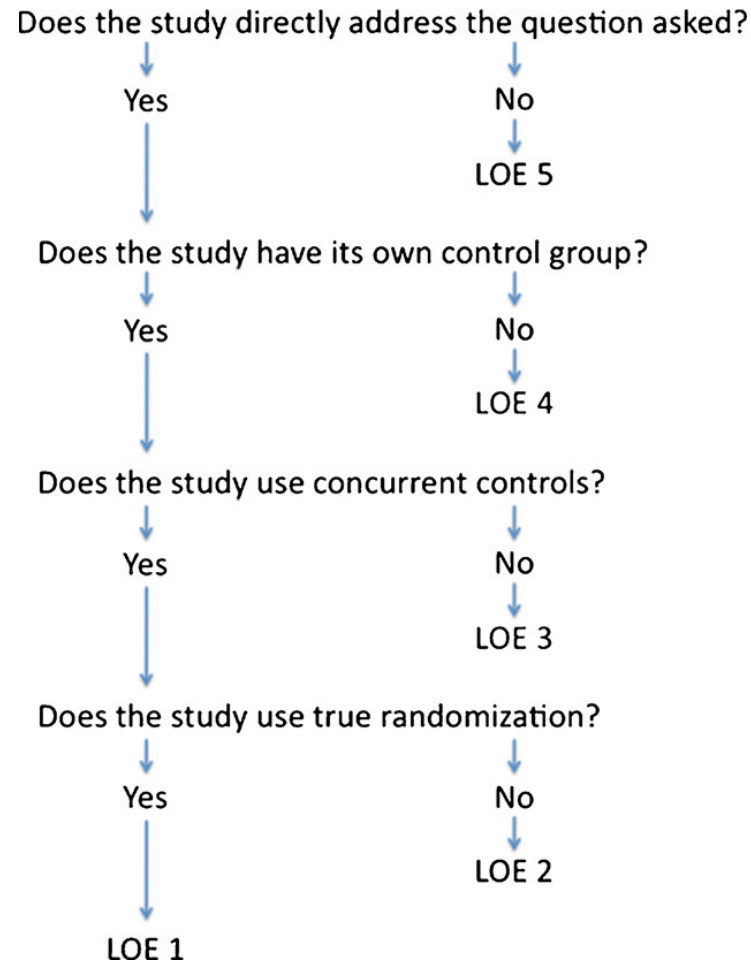 Does the study directly address the question asked?
Yes
No
LOE 5
Does the study have its own control group?
Yes
No
LOE 4
Does the study use concurrent controls?
Yes
No
LOE 3
Does the study use true randomization?
Yes
No
LOE 2
LOE 1